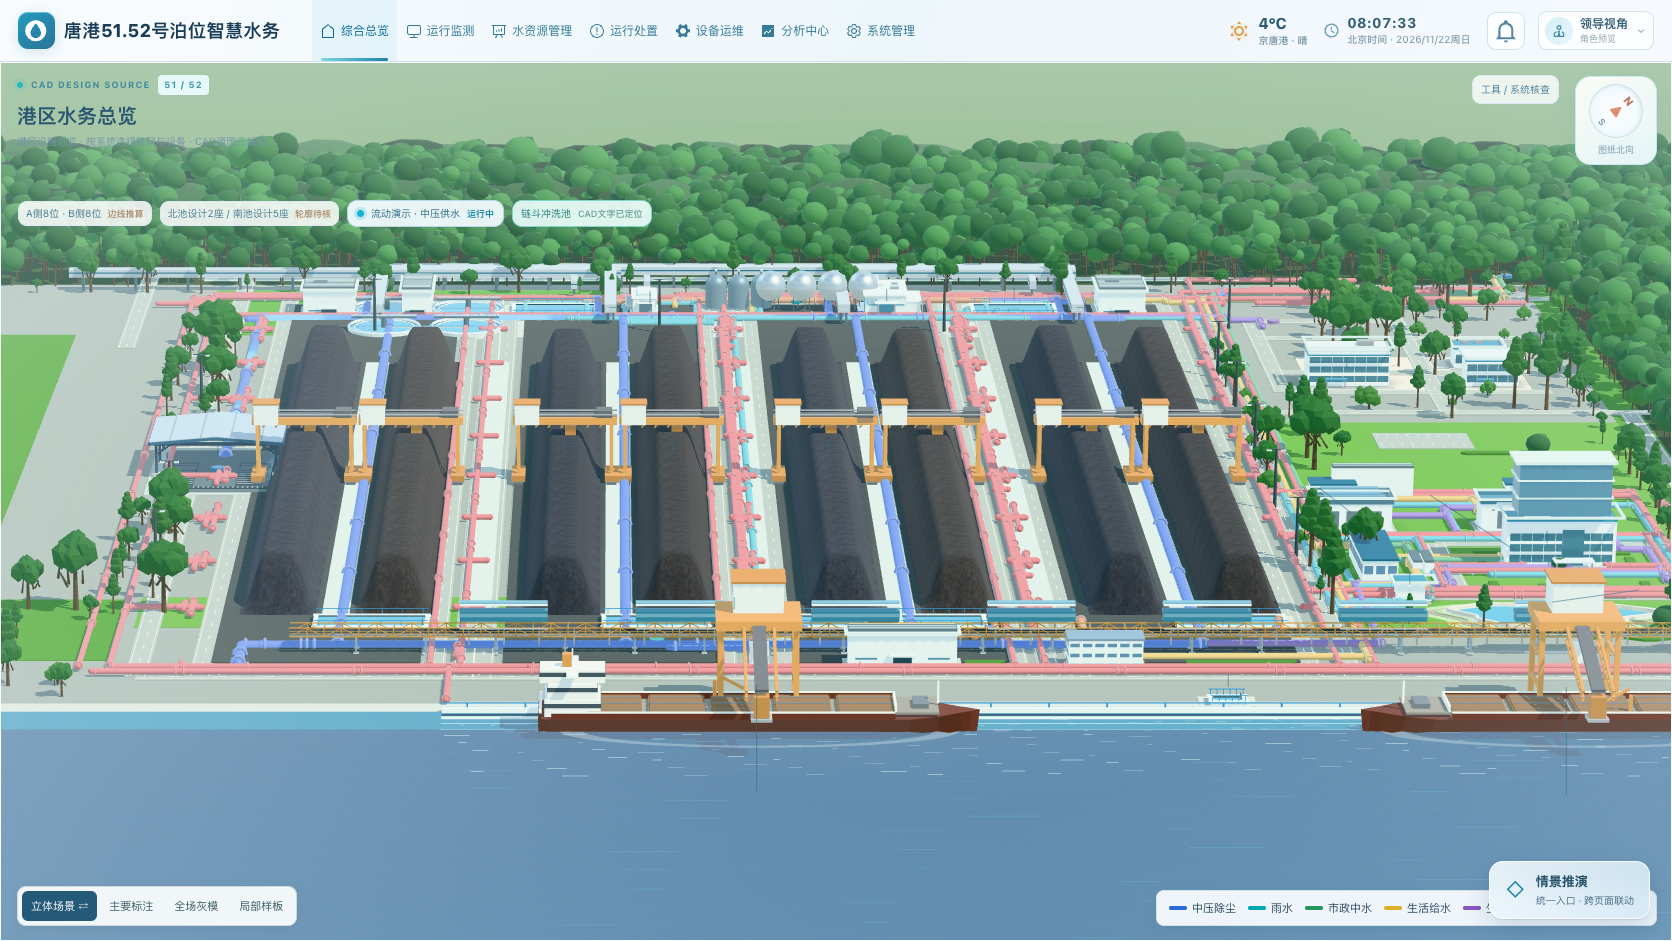 唐港51.52号泊位智慧水务
综合总览
运行监测
水资源管理
运行处置
设备运维
分析中心
系统管理
4°C
京唐港 · 晴
08:07:33
北京时间 · 2026/11/22周日
领导视角
角色预览
CAD DESIGN SOURCE
51 / 52
港区水务总览
工具 / 系统核查
N
S
图纸北向
A侧8位 · B侧8位 边线推算
北池设计2座 / 南池设计5座 轮廓待核
流动演示 · 中压供水 运行中
链斗冲洗池 CAD文字已定位
立体场景
主要标注
全场灰模
局部样板
中压除尘
雨水
市政中水
生活给水
情景推演
统一入口 · 跨页面联动